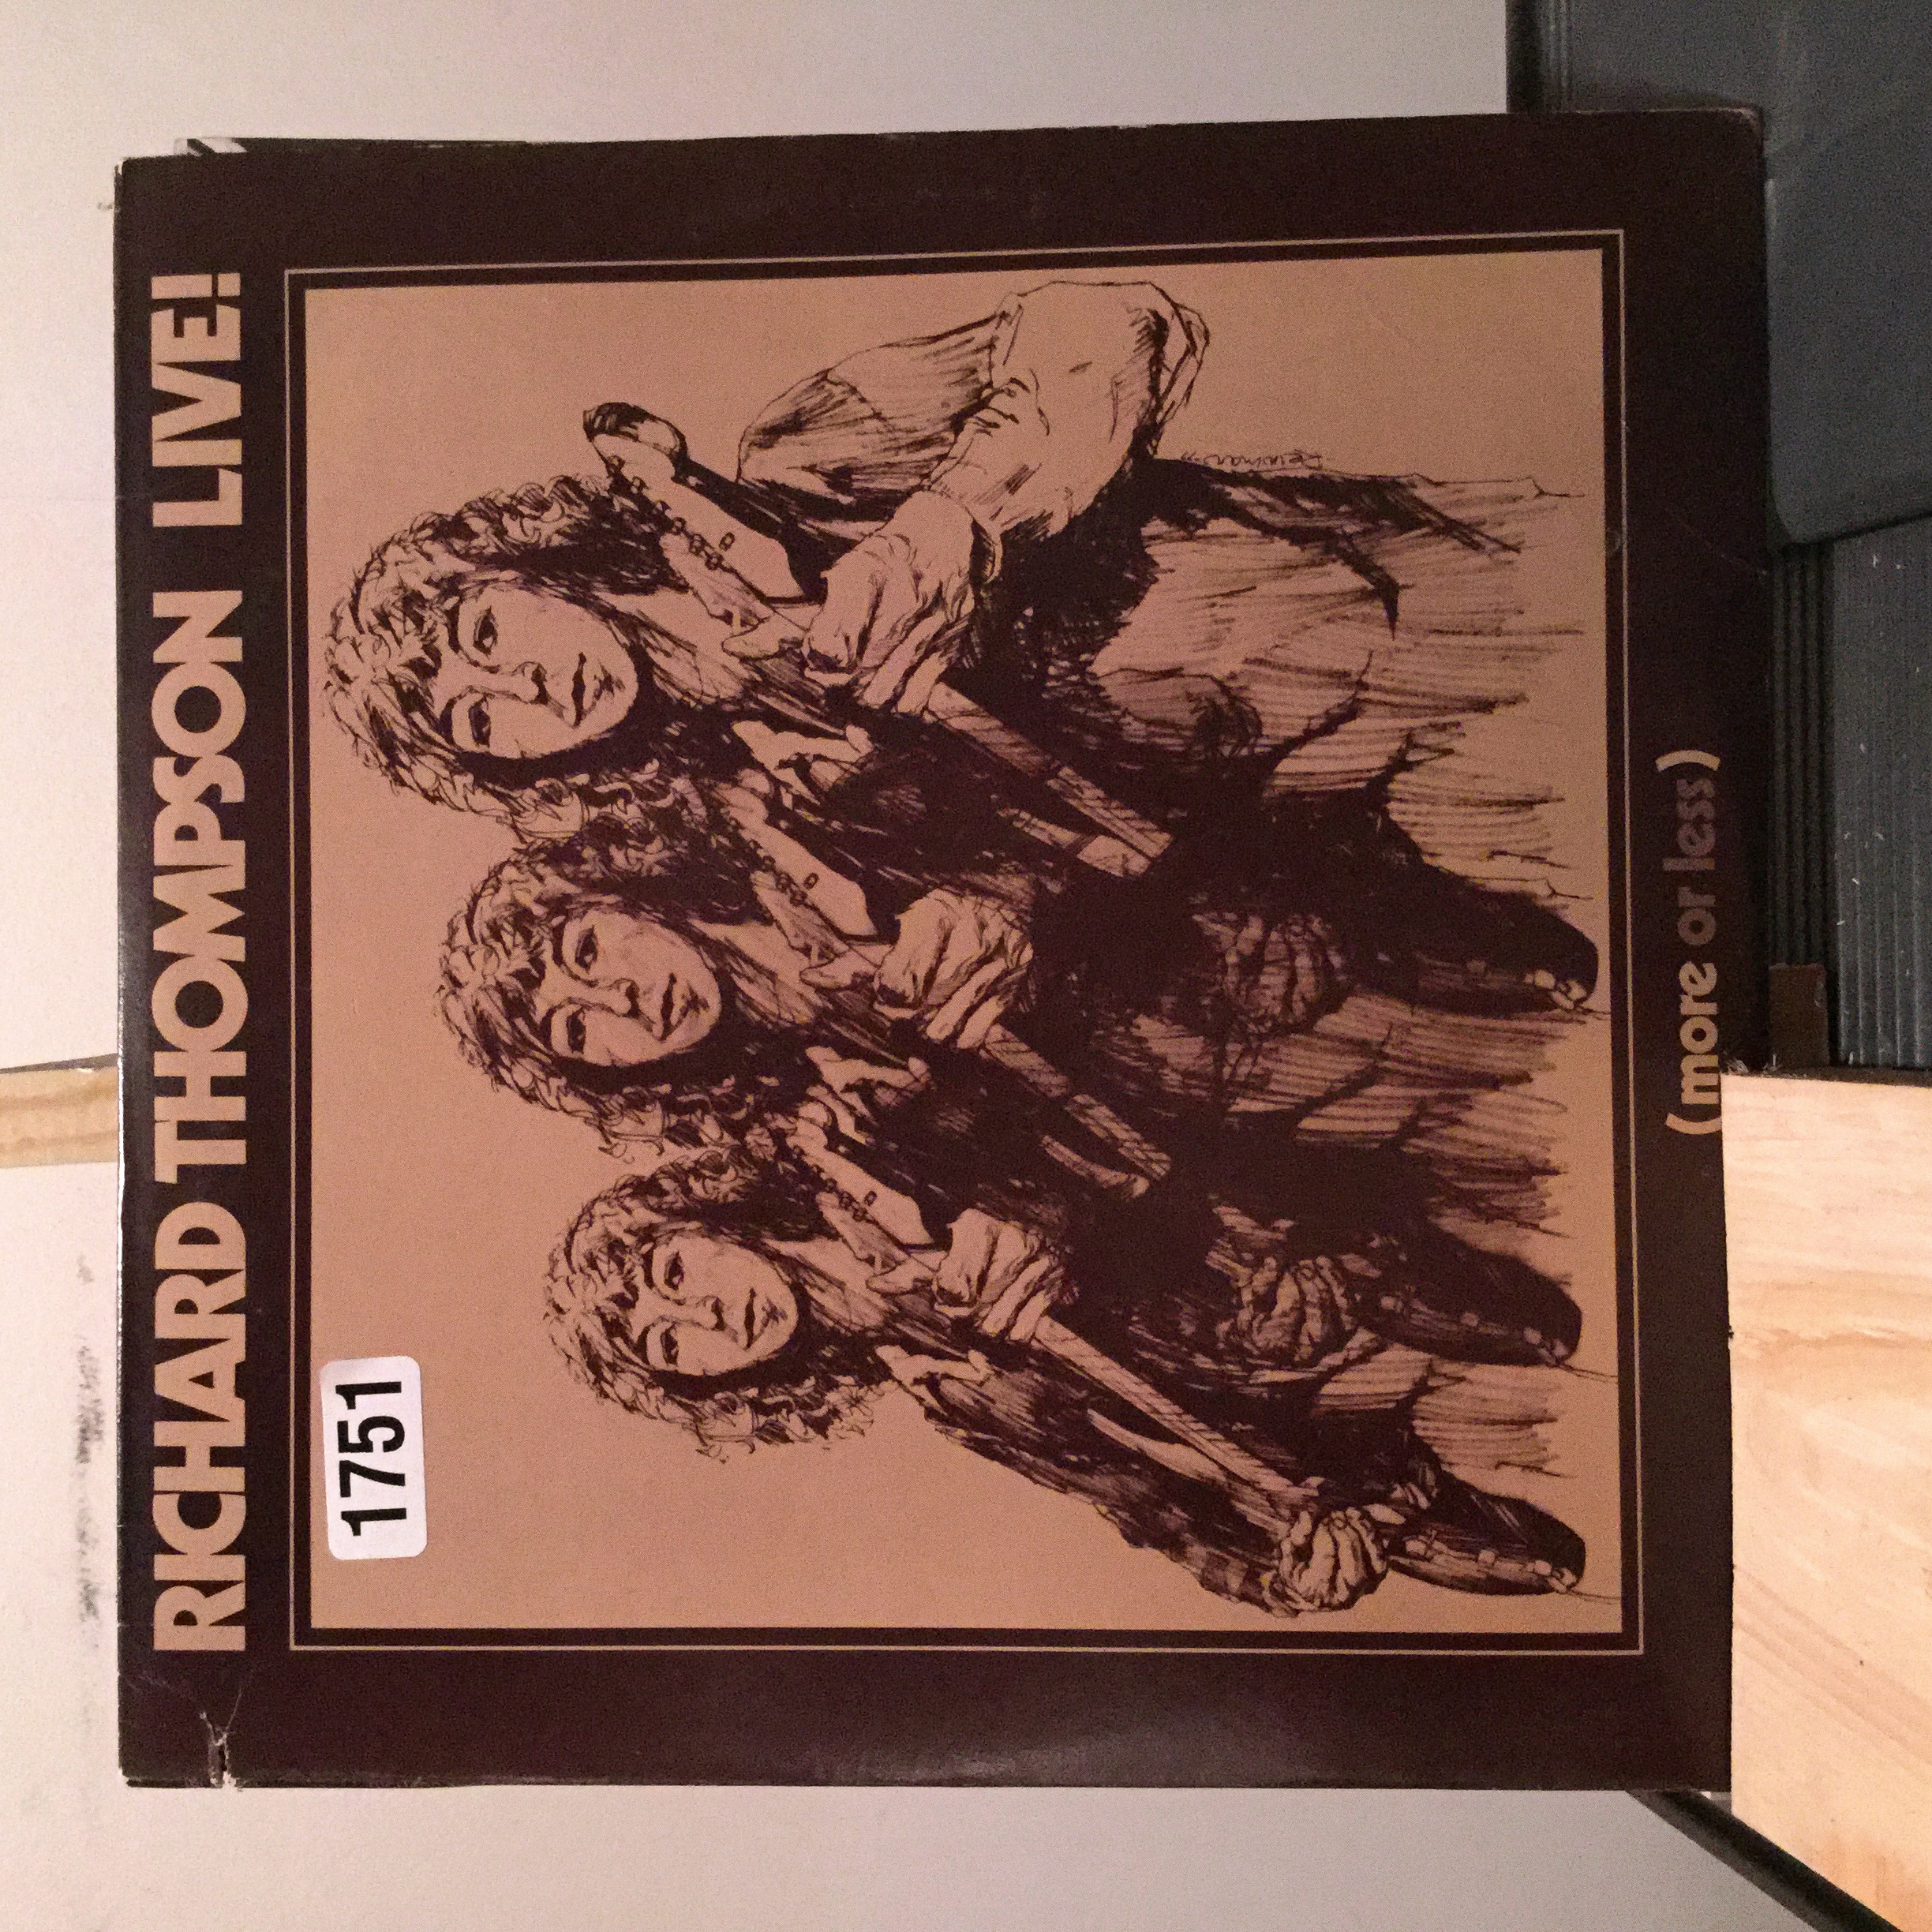 RICHARD THOMPSON LIVE!
1751
(more or less)